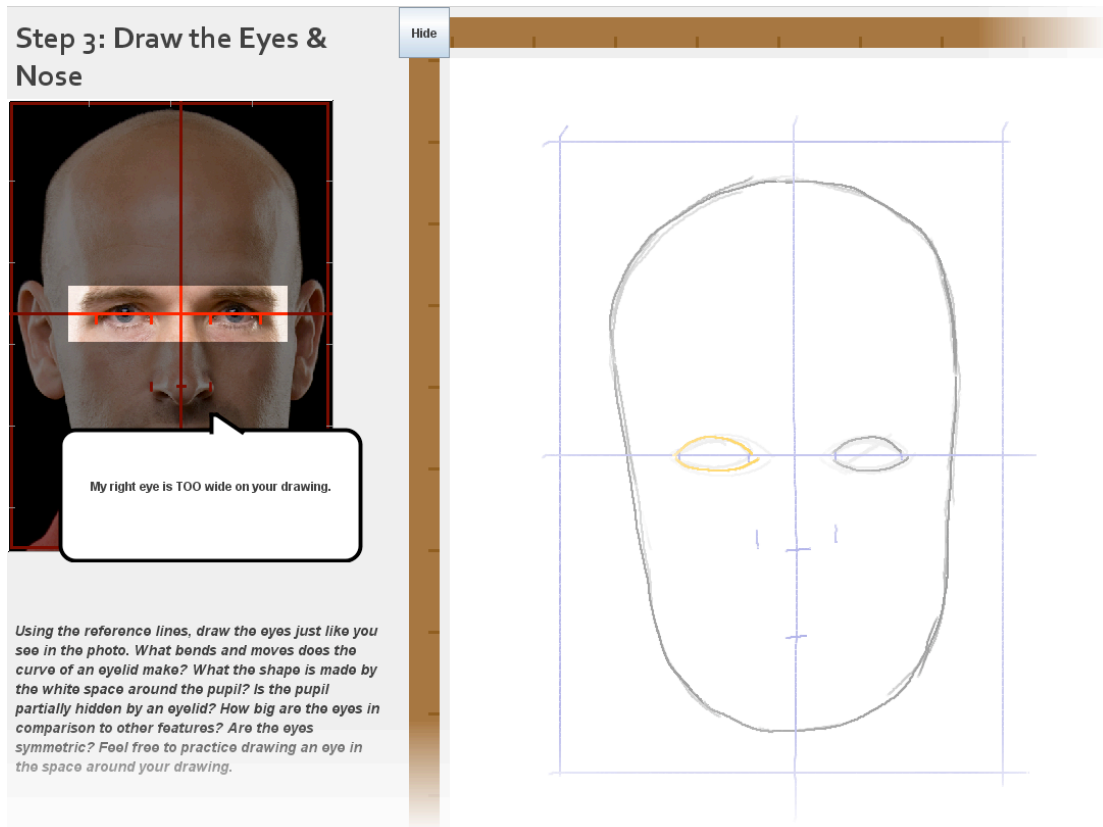 Step 3: Draw the Eyes &
Nose
Hide
My right eye is TOO wide on your drawing.
Using the reference lines, draw the eyes just like you
see in the photo. What bends and moves does the
curve of an eyelid make? What the shape is made by
the white space around the pupil? Is the pupil
partially hidden by an eyelid? How big are the eyes in
comparison to other features? Are the eyes
symmetric? Feel free to practice drawing an eye in
the space around your drawing.